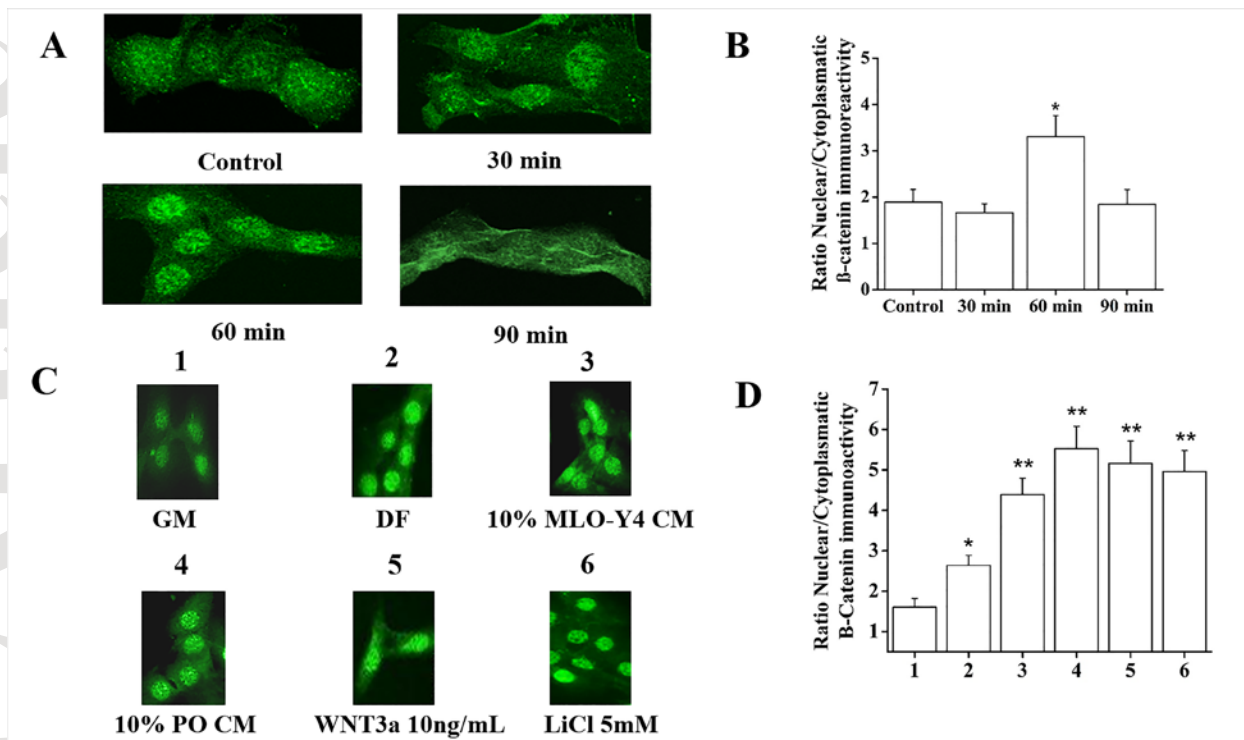 A
Control
30 min
60 min
90 min
B
Ratio Nuclear/Cytoplasmatic
ß-catenin immunoreactivity
5
4
3
2
1
0
*
Control 30 min 60 min 90 min
C
1 2 3
GM DF 10% MLO-Y4 CM
4 5 6
10% PO CM WNT3a 10ng/mL LiCl 5mM
D
Ratio Nuclear/Cytoplasmatic
B-Catenin immunoactivity
7
6
5
4
3
2
1
* ** ** ** **
1 2 3 4 5 6